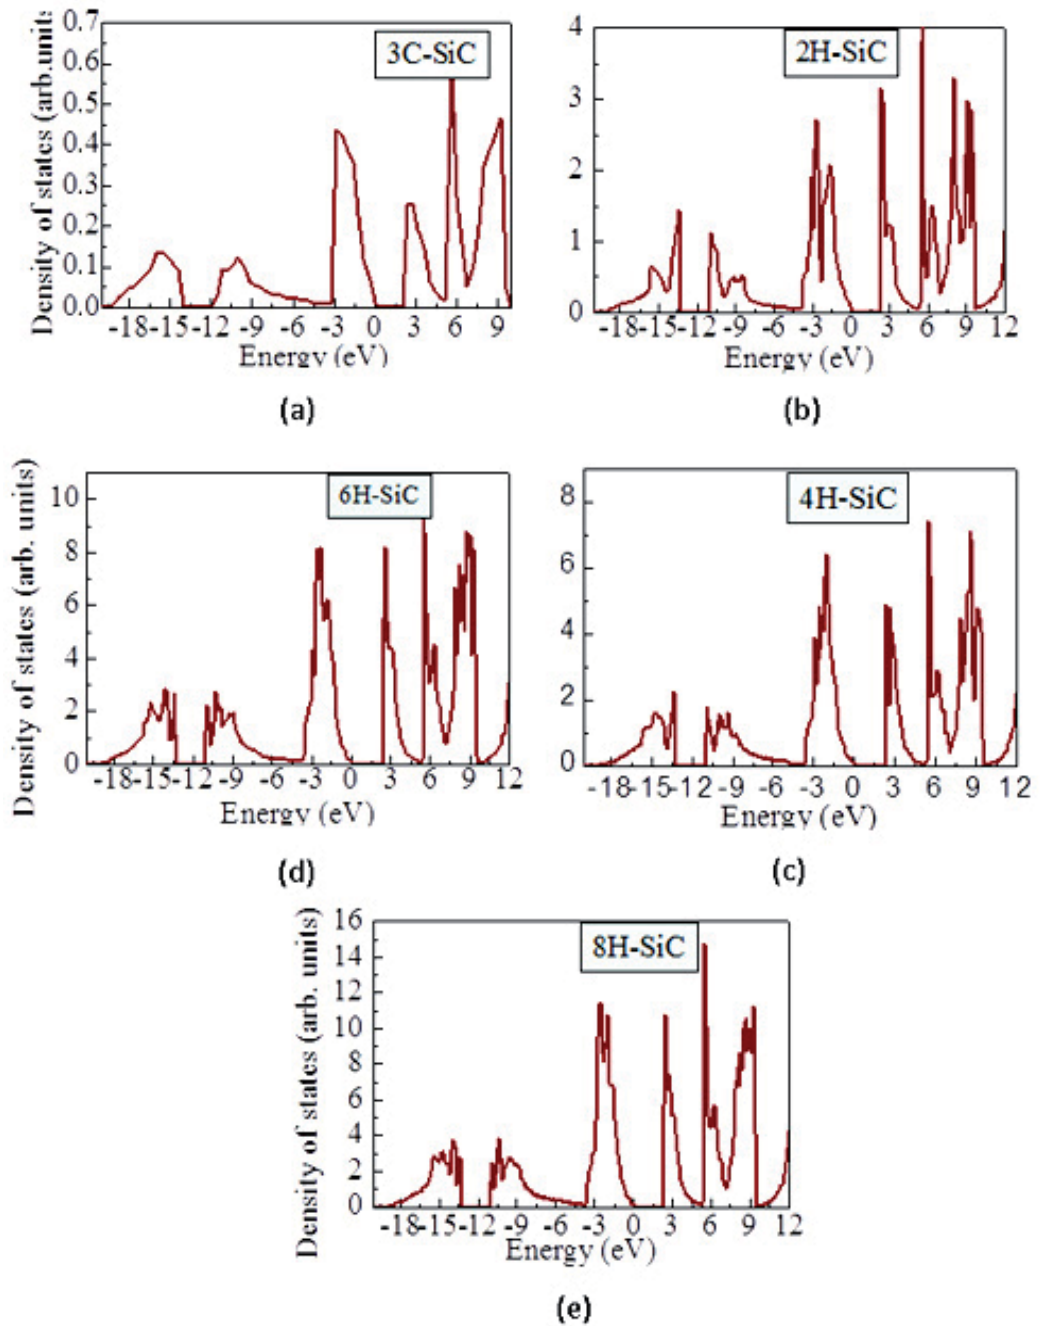 3C-SiC
Density of states (arb.units
0.7
0.6
0.5
0.4
0.3
0.2
0.1
0.0
-18-15-12 -9 -6 -3 0 3 6 9
Energy (eV)
(a)
2H-SiC
4
3
2
1
0
-18 -15 -12 -9 -6 -3 0 3 6 9 12
Energy (eV)
(b)
6H-SiC
Density of states (arb. units)
10
8
6
4
2
0
-18 -15 -12 -9 -6 -3 0 3 6 9 12
Energy (eV)
(d)
4H-SiC
8
6
4
2
0
-18-15-12 -9 -6 -3 0 3 6 9 12
Energy (eV)
(c)
8H-SiC
Density of states (arb. units)
16
14
12
10
8
6
4
2
0
-18-15-12 -9 -6 -3 0 3 6 9 12
Energy (eV)
(e)